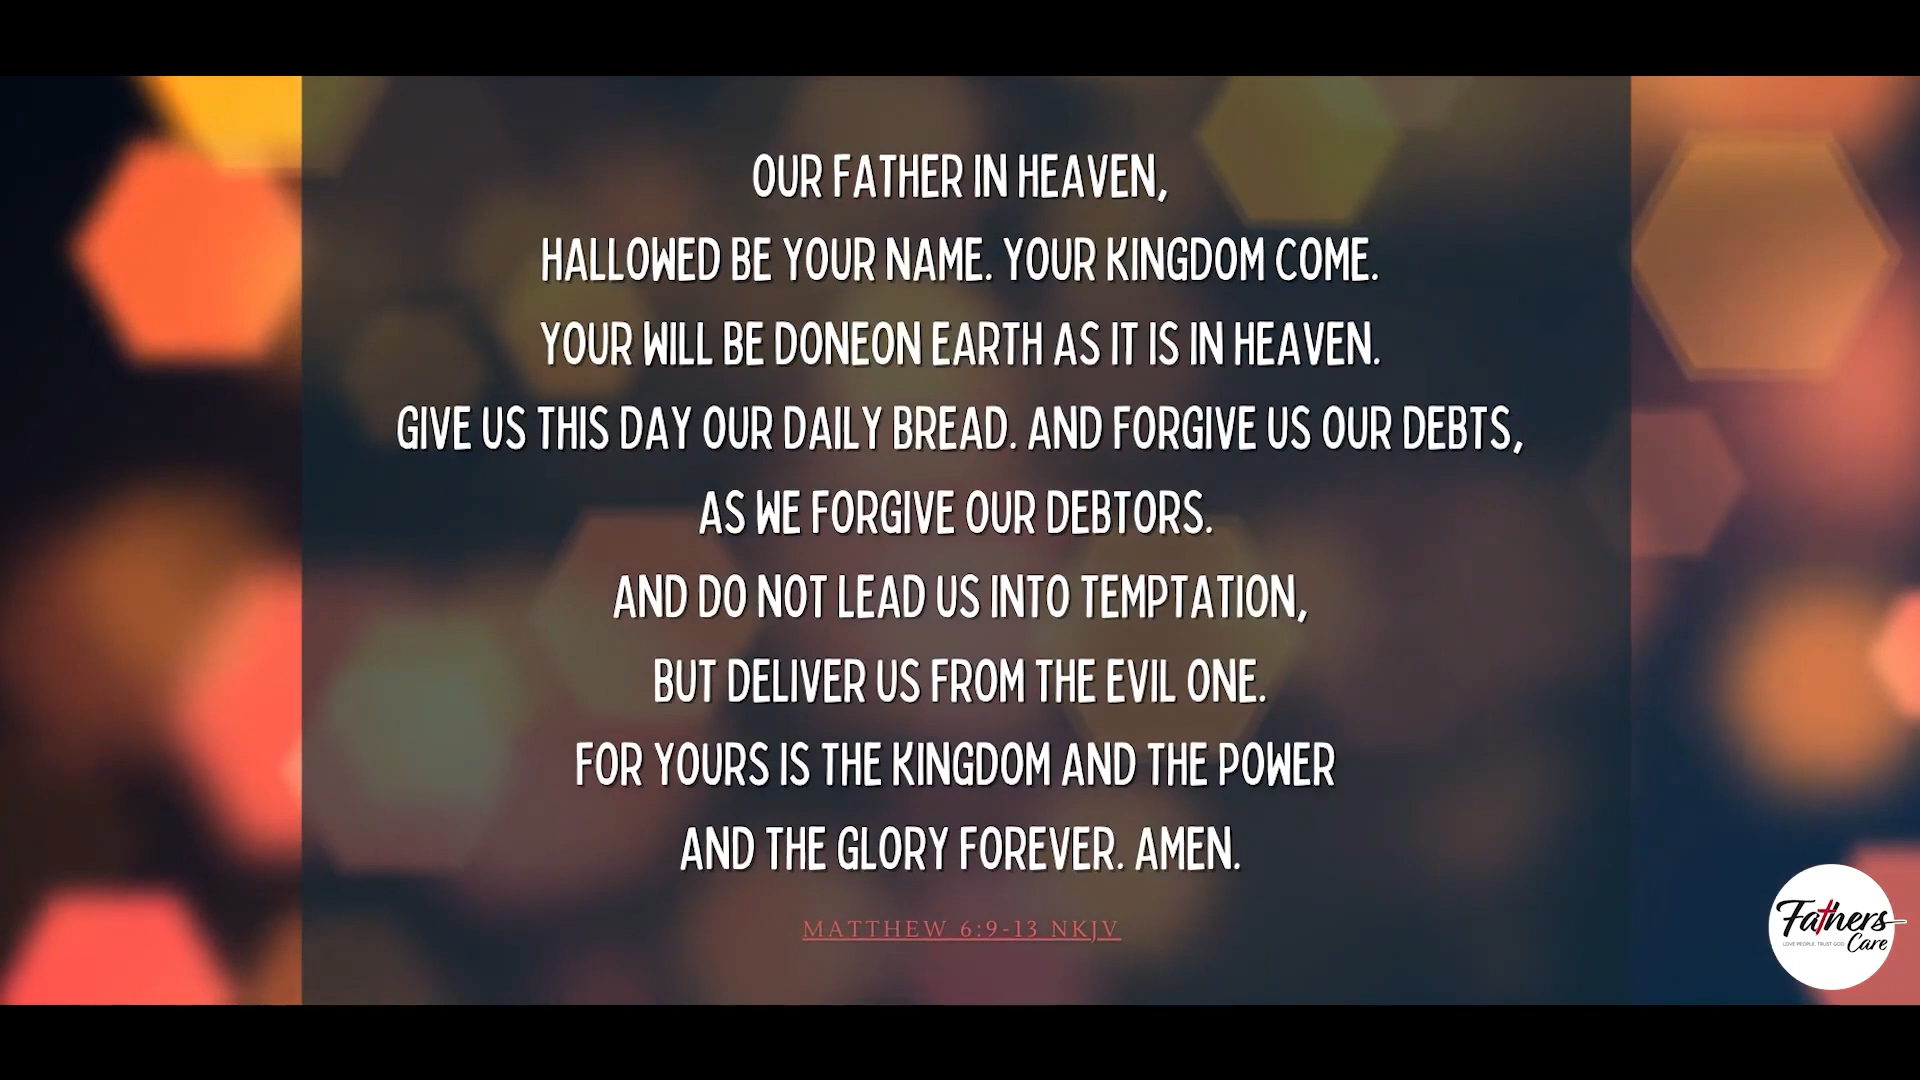 OUR FATHER IN HEAVEN,
HALLOWED BE YOUR NAME. YOUR KINGDOM COME.
YOUR WILL BE DONEON EARTH AS IT IS IN HEAVEN.
GIVE US THIS DAY OUR DAILY BREAD. AND FORGIVE US OUR DEBTS,
AS WE FORGIVE OUR DEBTORS.
AND DO NOT LEAD US INTO TEMPTATION,
BUT DELIVER US FROM THE EVIL ONE.
FOR YOURS IS THE KINGDOM AND THE POWER
AND THE GLORY FOREVER. AMEN.
MATTHEW 6:9-13 NKJV
Fathers
LOVE PEOPLE. TRUST GOD. Care